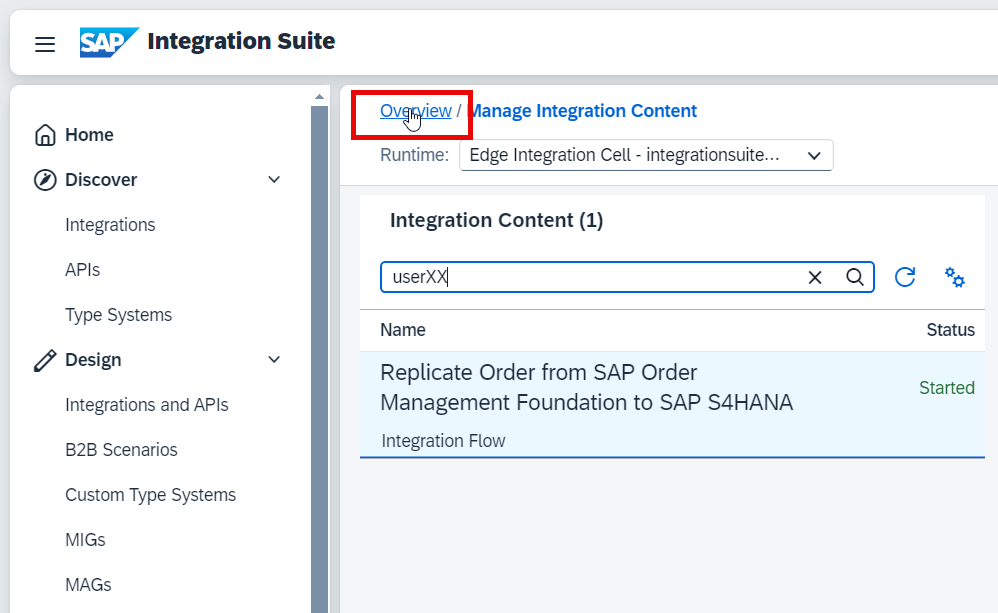 SAP Integration Suite
Home
Discover
Integrations
APIs
Type Systems
Design
Integrations and APIs
B2B Scenarios
Custom Type Systems
MIGs
MAGs
Overview / Manage Integration Content
Runtime: Edge Integration Cell - integrationsuite...
Integration Content (1)
userXX
Name Status
Replicate Order from SAP Order
Management Foundation to SAP S4HANA
Started
Integration Flow